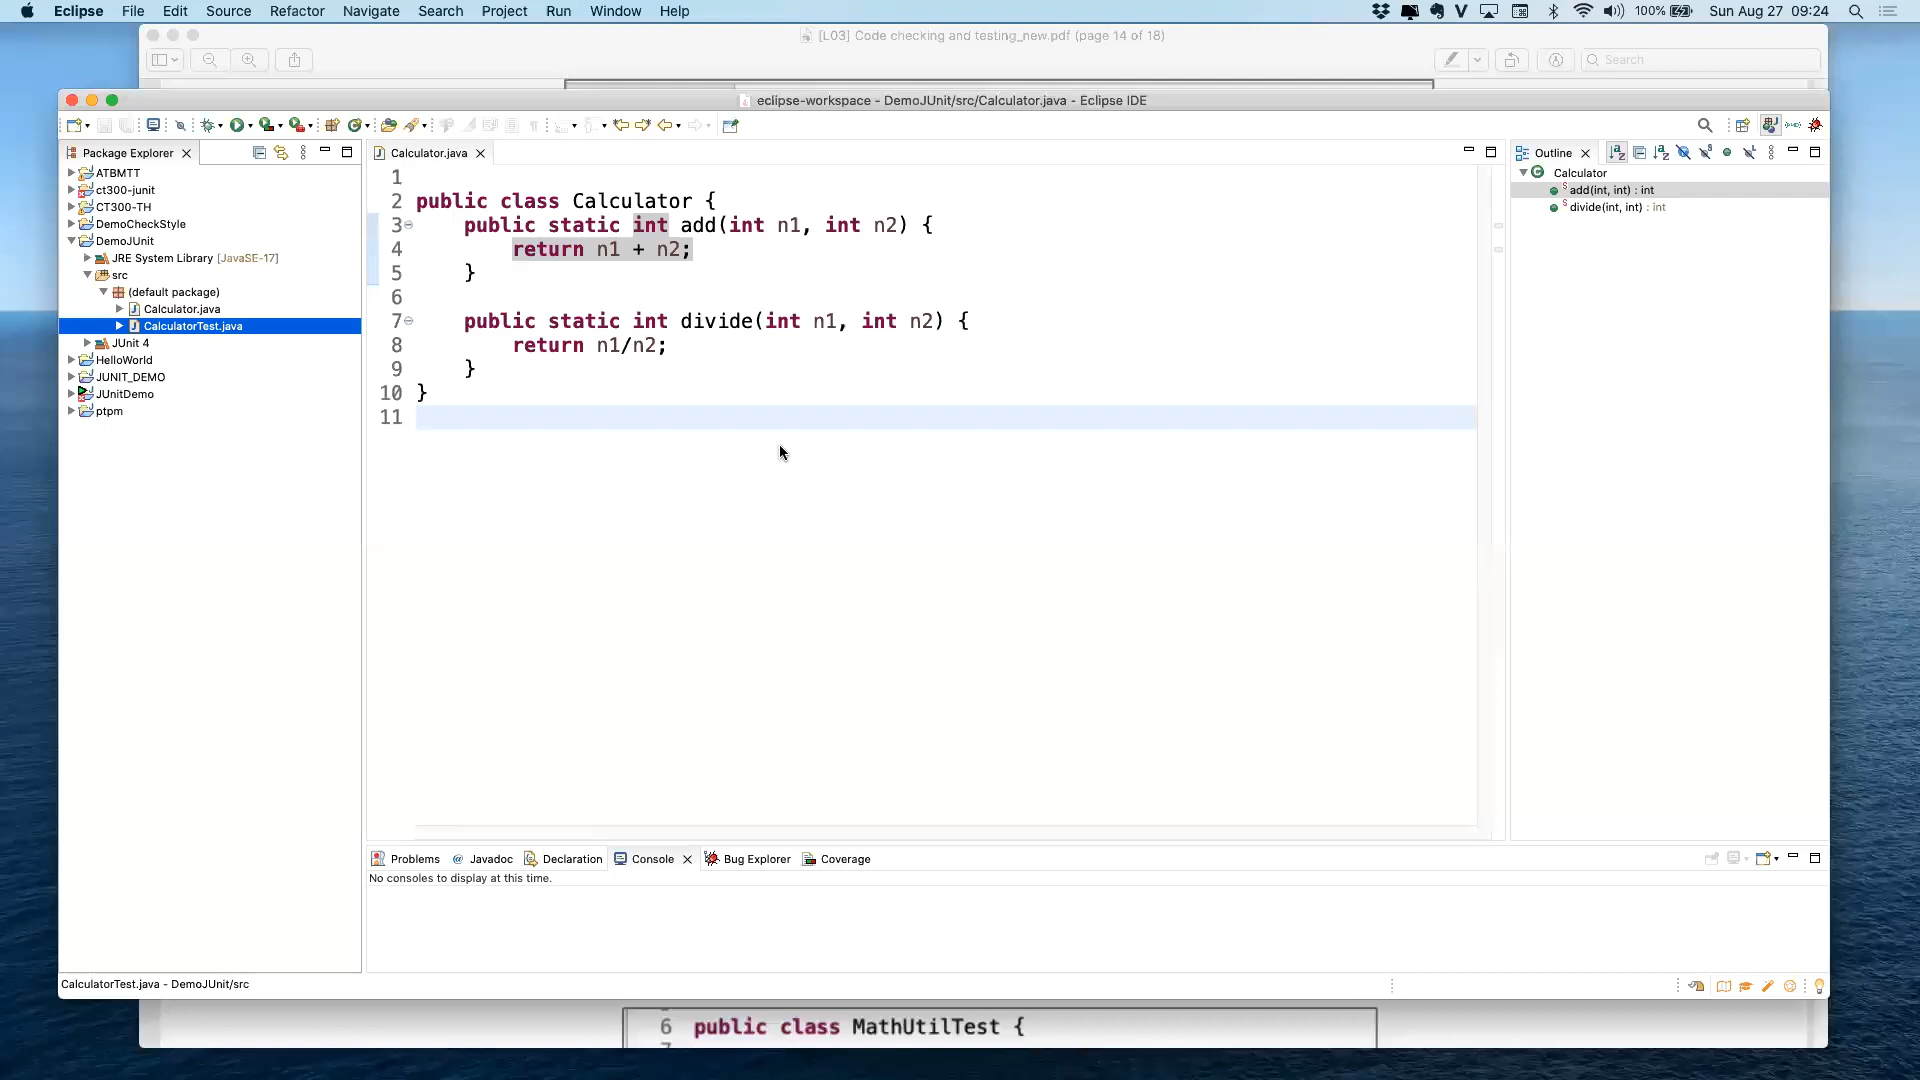 Eclipse File Edit Source Refactor Navigate Search Project Run Window Help 100% Sun Aug 27 09:24
[L03] Code checking and testing_new.pdf (page 14 of 18)
Search
eclipse-workspace - DemoJUnit/src/Calculator.java - Eclipse IDE
Package Explorer
ATBMTT
ct300-junit
CT300-TH
DemoCheckStyle
DemoJUnit
JRE System Library [JavaSE-17]
src
(default package)
Calculator.java
CalculatorTest.java
JUnit 4
HelloWorld
JUNIT_DEMO
JUnitDemo
ptpm
Calculator.java
1
2 public class Calculator {
3 public static int add(int n1, int n2) {
4 return n1 + n2;
5 }
6
7 public static int divide(int n1, int n2) {
8 return n1/n2;
9 }
10 }
11
Outline
Calculator
add(int, int) : int
divide(int, int) : int
Problems @ Javadoc Declaration Console Bug Explorer Coverage
No consoles to display at this time.
CalculatorTest.java - DemoJUnit/src
6 public class MathUtilTest {